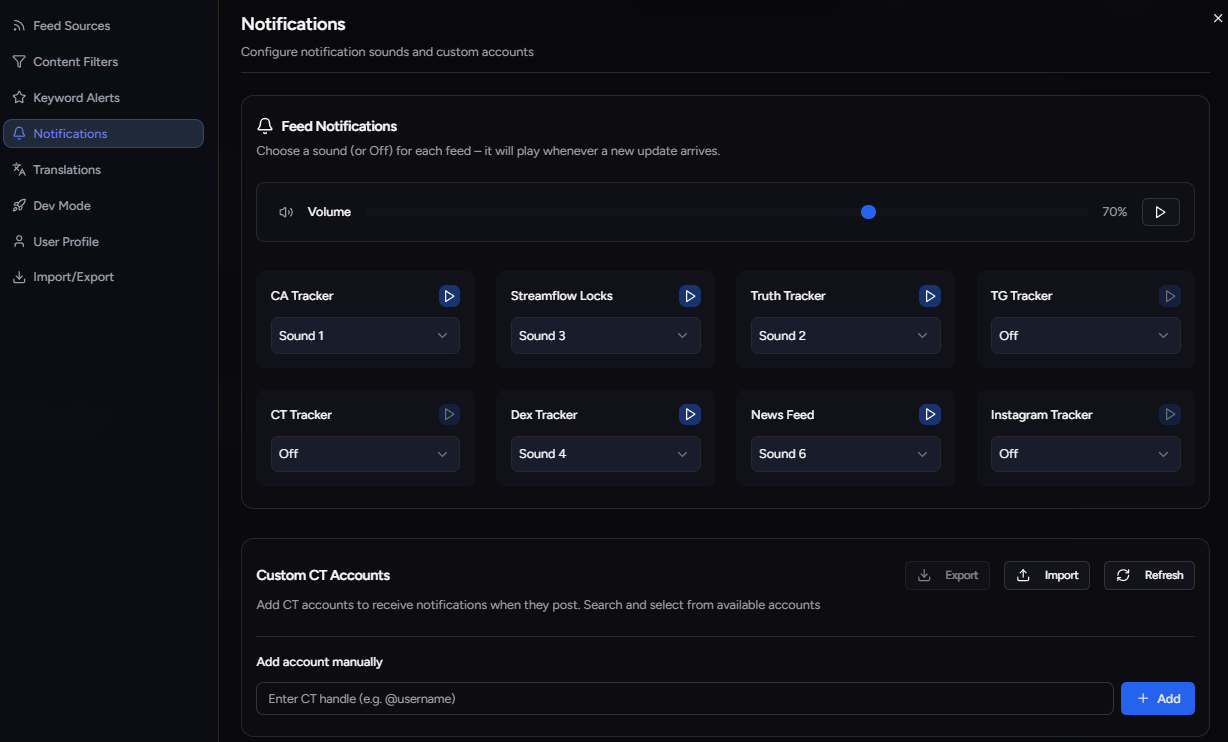 Feed Sources
Content Filters
Keyword Alerts
Notifications
Translations
Dev Mode
User Profile
Import/Export
Notifications
Configure notification sounds and custom accounts
Feed Notifications
Choose a sound (or Off) for each feed – it will play whenever a new update arrives.
Volume
70%
CA Tracker
Sound 1
Streamflow Locks
Sound 3
Truth Tracker
Sound 2
TG Tracker
Off
CT Tracker
Off
Dex Tracker
Sound 4
News Feed
Sound 6
Instagram Tracker
Off
Custom CT Accounts
Export
Import
Refresh
Add CT accounts to receive notifications when they post. Search and select from available accounts
Add account manually
Enter CT handle (e.g. @username)
Add